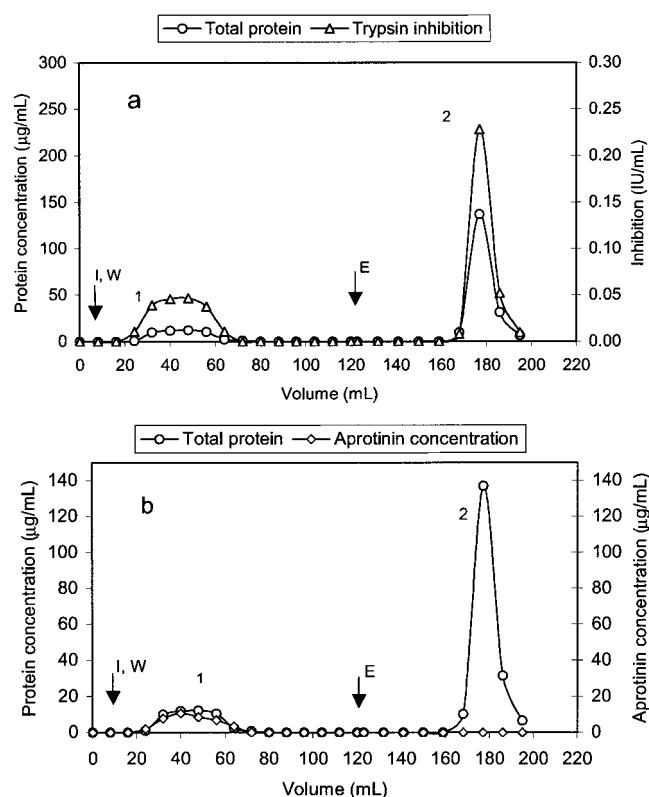 Total protein Trypsin inhibition
300 0.30
a 2
250 0.25
200 0.20
150 0.15
I, W E
100 0.10
1
50 0.05
0 0.00
0 20 40 60 80 100 120 140 160 180 200 220
Protein concentration (µg/mL)
Inhibition (IU/mL)
Volume (mL)
Total protein Aprotinin concentration
140 140
b 2
120 120
100 100
80 80
60 60
40 40
I, W 1 E
20 20
0 0
0 20 40 60 80 100 120 140 160 180 200 220
Protein concentration (µg/mL)
Aprotinin concentration (µg/mL)
Volume (mL)